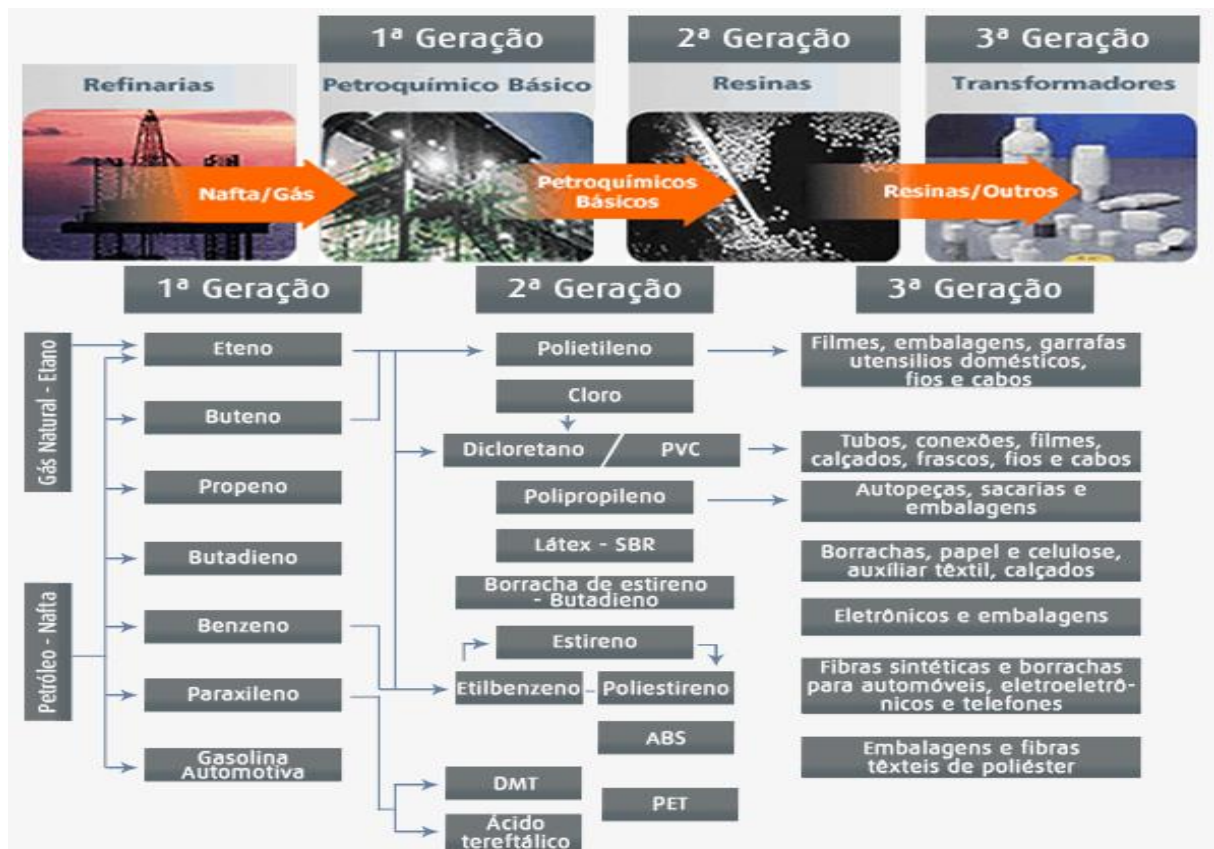 1ª Geração
2ª Geração
3ª Geração
Refinarias
Petroquímico Básico
Resinas
Transformadores
Nafta/Gás
Petroquímicos
Básicos
Resinas/Outros
1ª Geração
2ª Geração
3ª Geração
Gás Natural - Etano
Petróleo - Nafta
Eteno
Buteno
Propeno
Butadieno
Benzeno
Paraxileno
Gasolina
Automotiva
Polietileno
Cloro
Dicloretano / PVC
Polipropileno
Látex - SBR
Borracha de estireno
- Butadieno
Estireno
Etilbenzeno
Poliestireno
ABS
DMT
PET
Ácido
tereftálico
Filmes, embalagens, garrafas
utensilios domésticos,
fios e cabos
Tubos, conexões, filmes,
calçados, frascos, fios e cabos
Autopeças, sacarias e
embalagens
Borrachas, papel e celulose,
auxíliar têxtil, calçados
Eletrônicos e embalagens
Fibras sintéticas e borrachas
para automóveis, eletroeletrô-
nicos e telefones
Embalagens e fibras
têxteis de poliéster